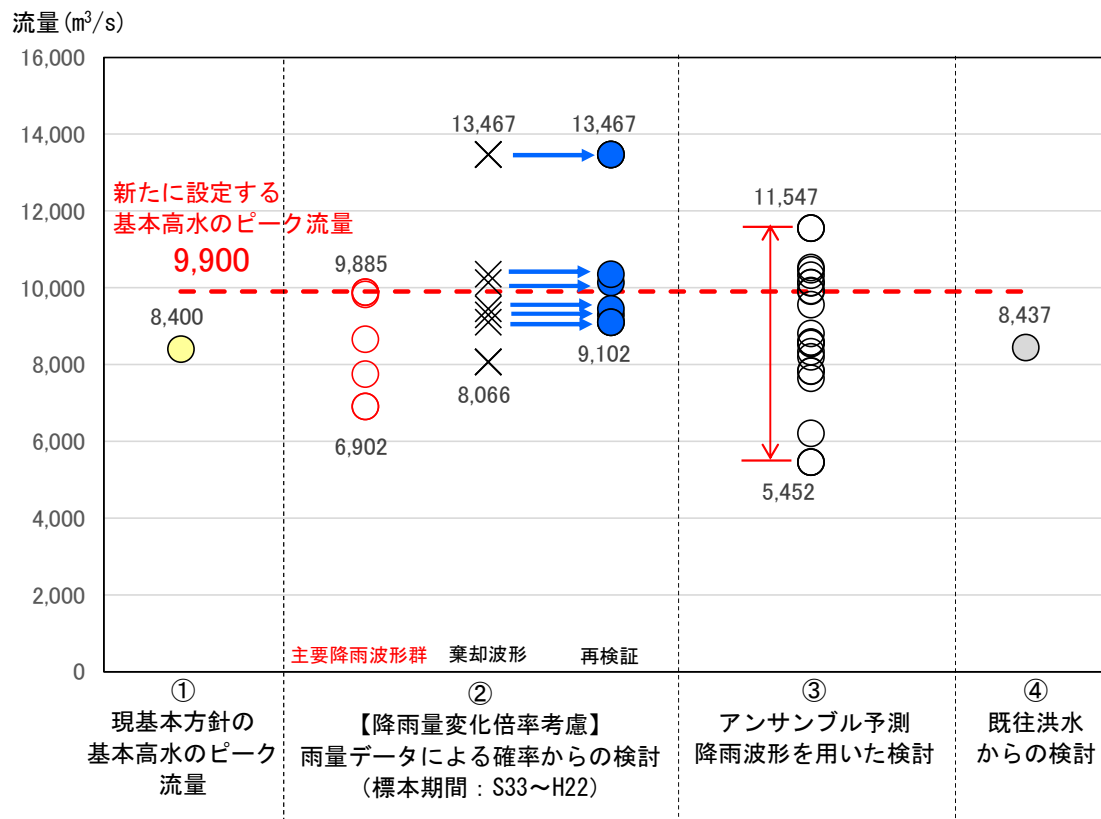 流量(m³/s)
16,000
14,000
12,000
10,000
8,000
6,000
4,000
2,000
0
新たに設定する
基本高水のピーク流量
9,900
8,400
9,885
6,902
13,467
8,066
13,467
9,102
11,547
5,452
8,437
主要降雨波形群
棄却波形
再検証
①
現基本方針の
基本高水のピーク
流量
②
【降雨量変化倍率考慮】
雨量データによる確率からの検討
（標本期間：S33～H22）
③
アンサンブル予測
降雨波形を用いた検討
④
既往洪水
からの検討